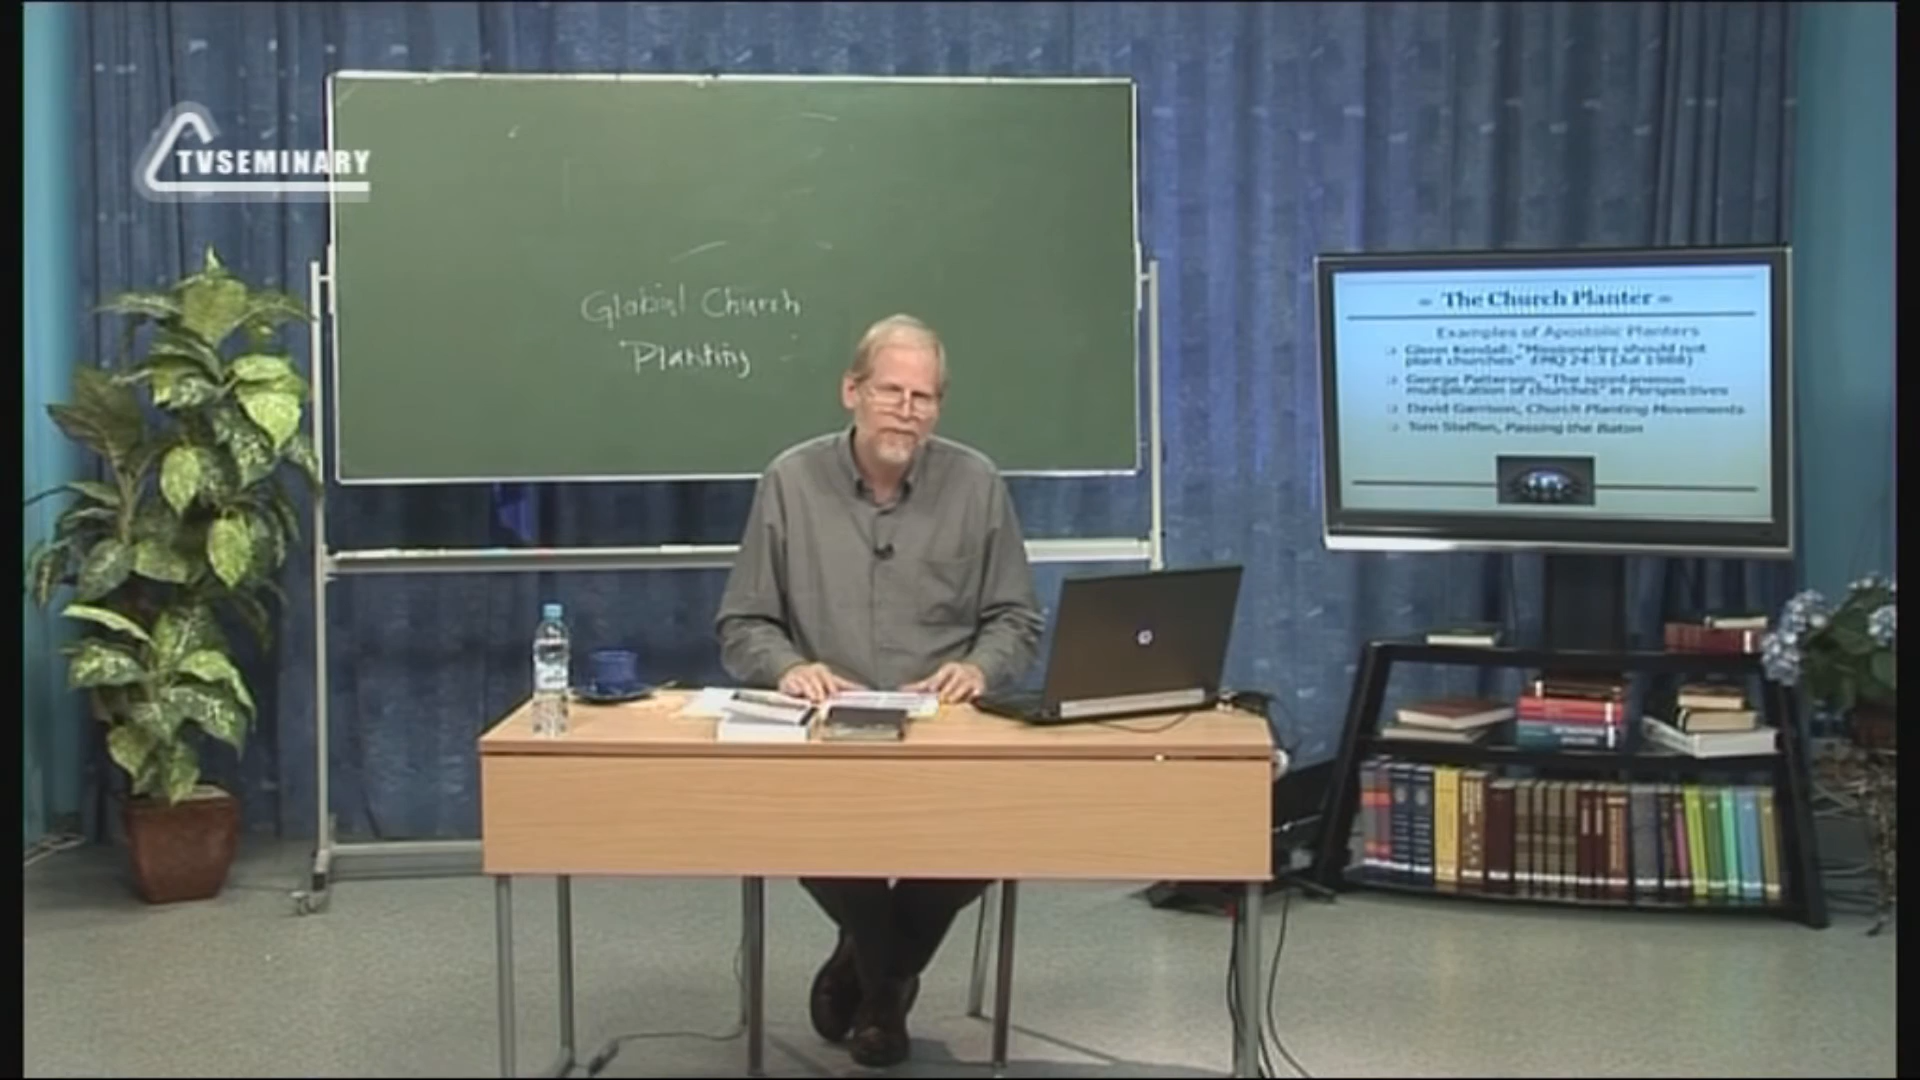 TVSEMINARY
Global Church
Planting
The Church Planter
Examples of Apostolic Planters
Glenn Kendall: "Missionaries should not
plant churches" EMQ 24:3 (Jul 1988)
George Patterson, "The spontaneous
multiplication of churches" in Perspectives
David Garrison, Church Planting Movements
Tom Steffen, Passing the Baton